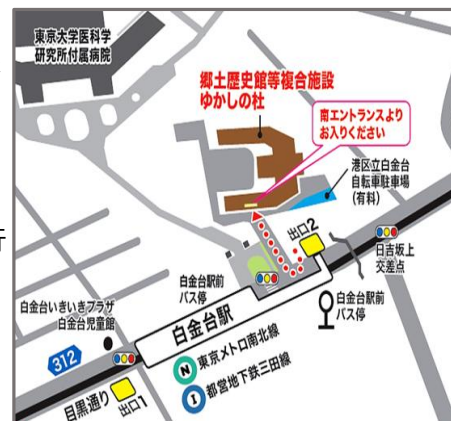 東京大学医科学
研究所付属病院
郷土歴史館等複合施設
ゆかしの杜
南エントランスより
お入りください
港区立白金台
自転車駐車場
(有料)
出口2
日吉坂上
交差点
白金台駅前
バス停
白金台いきいきプラザ
白金台児童館
白金台駅
白金台駅前
バス停
312
N 東京メトロ南北線
I 都営地下鉄三田線
目黒通り
出口1